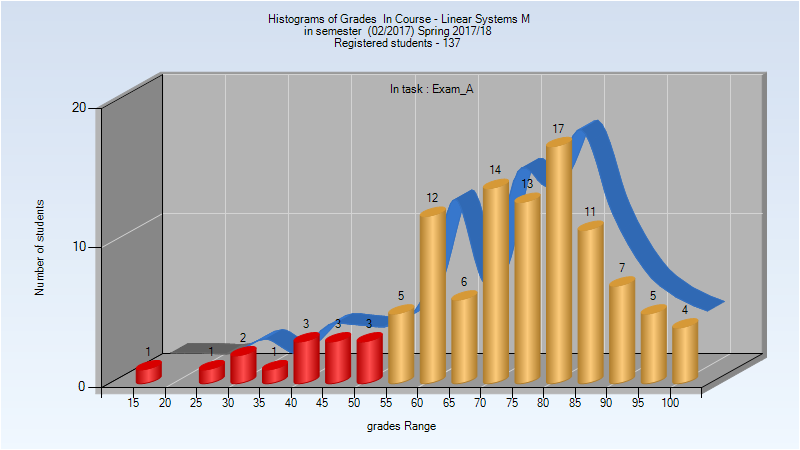 Histograms of Grades  In Course - Linear Systems M
in semester  (02/2017) Spring 2017/18
Registered students - 137
In task : Exam_A
20
10
0
Number of students
1
1
2
1
3
3
3
5
12
6
14
13
17
11
7
5
4
15 20 25 30 35 40 45 50 55 60 65 70 75 80 85 90 95 100
grades Range